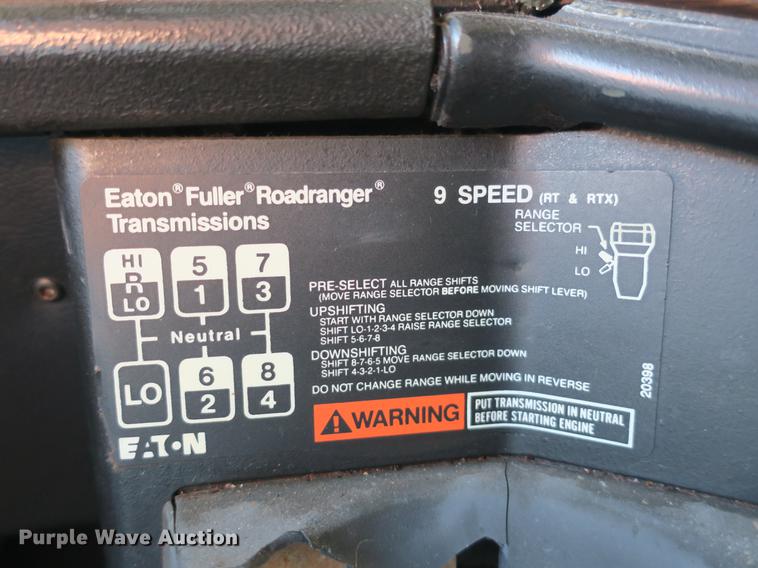 Eaton® Fuller® Roadranger®
Transmissions
9 SPEED (RT & RTX)
RANGE
SELECTOR
HI
LO
HI
R
LO
5
1
7
3
Neutral
LO
6
2
8
4
PRE-SELECT ALL RANGE SHIFTS
(MOVE RANGE SELECTOR BEFORE MOVING SHIFT LEVER)
UPSHIFTING
START WITH RANGE SELECTOR DOWN
SHIFT LO-1-2-3-4 RAISE RANGE SELECTOR
SHIFT 5-6-7-8
DOWNSHIFTING
SHIFT 8-7-6-5 MOVE RANGE SELECTOR DOWN
SHIFT 4-3-2-1-LO
DO NOT CHANGE RANGE WHILE MOVING IN REVERSE
WARNING
PUT TRANSMISSION IN NEUTRAL
BEFORE STARTING ENGINE
20398
EATON
Purple Wave Auction